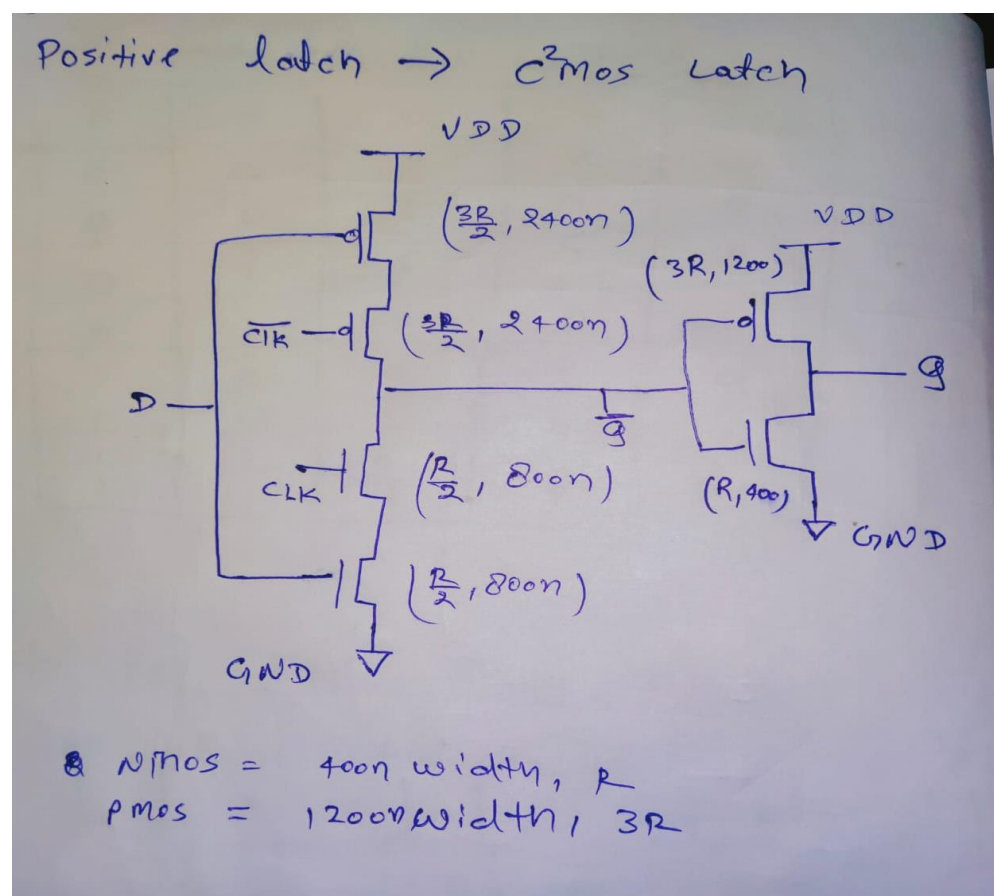 Positive latch → C²MOS Latch
VDD
(3R/2, 2400n)
VDD
(3R, 1200)
C̅l̅k̅
(3R/2, 2400n)
D
q
q̅
CLK
(R/2, 800n)
(R, 400)
GND
(R/2, 800n)
GND
NMOS = 400n width, R
PMOS = 1200n width, 3R